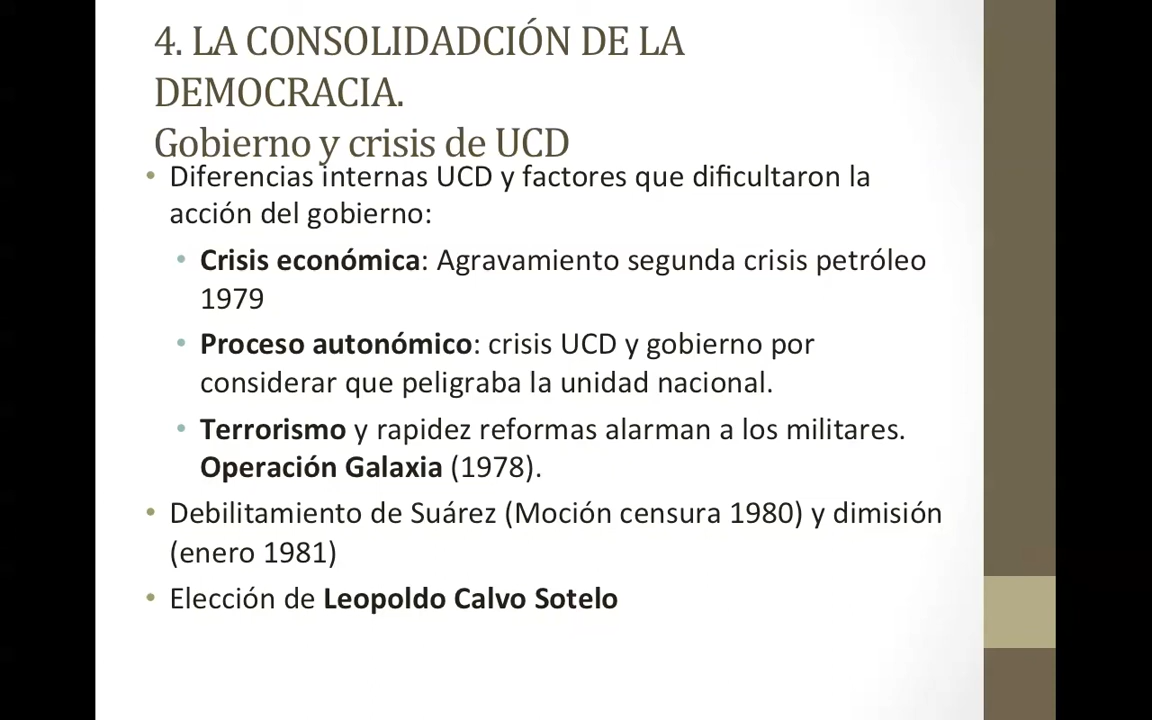 4. LA CONSOLIDADCIÓN DE LA
DEMOCRACIA.
Gobierno y crisis de UCD
• Diferencias internas UCD y factores que dificultaron la
acción del gobierno:
• Crisis económica: Agravamiento segunda crisis petróleo
1979
• Proceso autonómico: crisis UCD y gobierno por
considerar que peligraba la unidad nacional.
• Terrorismo y rapidez reformas alarman a los militares.
Operación Galaxia (1978).
• Debilitamiento de Suárez (Moción censura 1980) y dimisión
(enero 1981)
• Elección de Leopoldo Calvo Sotelo